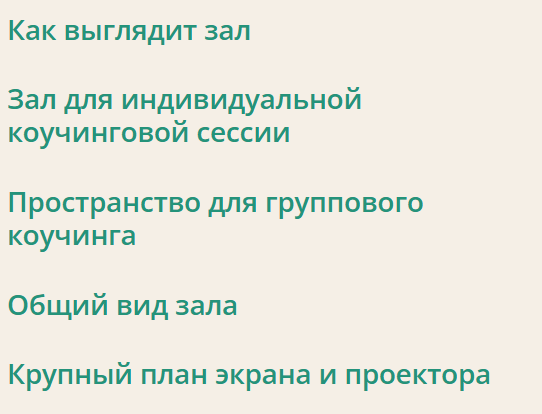 Как выглядит зал
Зал для индивидуальной
коучинговой сессии
Пространство для группового
коучинга
Общий вид зала
Крупный план экрана и проектора